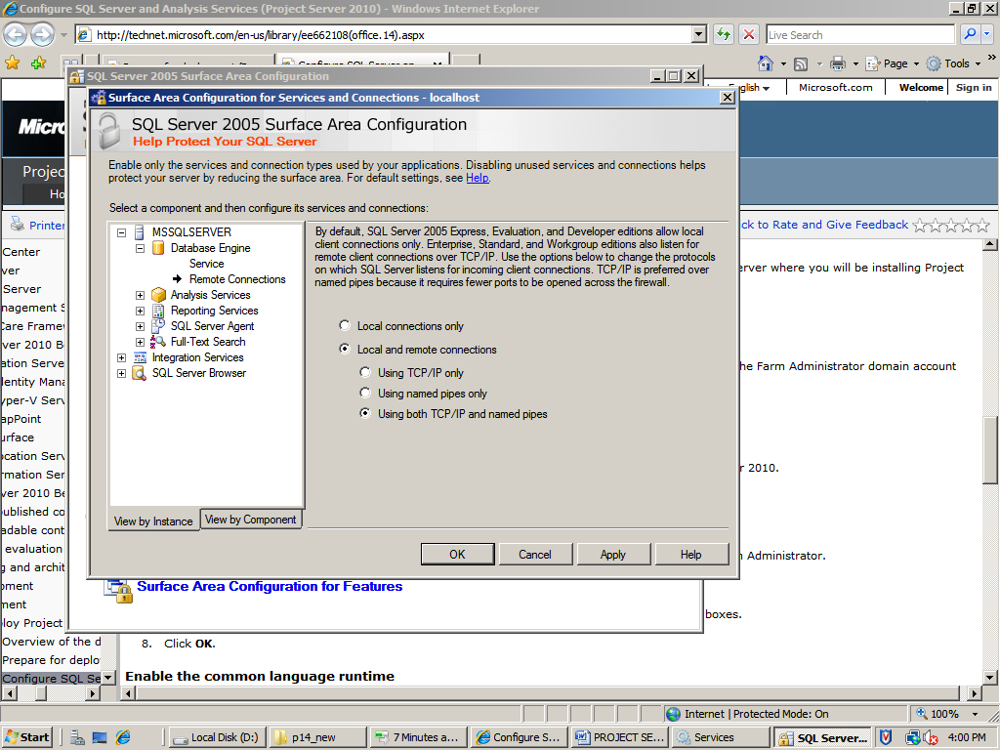 Configure SQL Server and Analysis Services (Project Server 2010) - Windows Internet Explorer
http://technet.microsoft.com/en-us/library/ee662108(office.14).aspx
Live Search
SQL Server 2005 Surface Area Configuration
Page
Tools
English
Microsoft.com
Welcome
Sign in
Surface Area Configuration for Services and Connections - localhost
SQL Server 2005 Surface Area Configuration
Help Protect Your SQL Server
Enable only the services and connection types used by your applications. Disabling unused services and connections helps
protect your server by reducing the surface area. For default settings, see Help.
Select a component and then configure its services and connections:
MSSQLSERVER
Database Engine
Service
Remote Connections
Analysis Services
Reporting Services
SQL Server Agent
Full-Text Search
Integration Services
SQL Server Browser
View by Instance
View by Component
By default, SQL Server 2005 Express, Evaluation, and Developer editions allow local
client connections only. Enterprise, Standard, and Workgroup editions also listen for
remote client connections over TCP/IP. Use the options below to change the protocols
on which SQL Server listens for incoming client connections. TCP/IP is preferred over
named pipes because it requires fewer ports to be opened across the firewall.
Local connections only
Local and remote connections
Using TCP/IP only
Using named pipes only
Using both TCP/IP and named pipes
OK
Cancel
Apply
Help
Surface Area Configuration for Features
Micro
Projec
Ho
Printer
ck to Rate and Give Feedback
Center
ver
Server
nagement S
Care Framew
ver 2010 Be
ation Serve
dentity Mana
yper-V Serv
apPoint
urface
ocation Serv
rmation Ser
ver 2010 Be
published co
adable cont
evaluation
g and archit
pment
ment
loy Project
Overview of the d
Prepare for deplo
Configure SQL Se
erver where you will be installing Project
he Farm Administrator domain account
r 2010.
n Administrator.
boxes.
8. Click OK.
Enable the common language runtime
Internet | Protected Mode: On
100%
Start
Local Disk (D:)
p14_new
7 Minutes a...
Configure S...
PROJECT SE...
Services
SQL Server...
4:00 PM